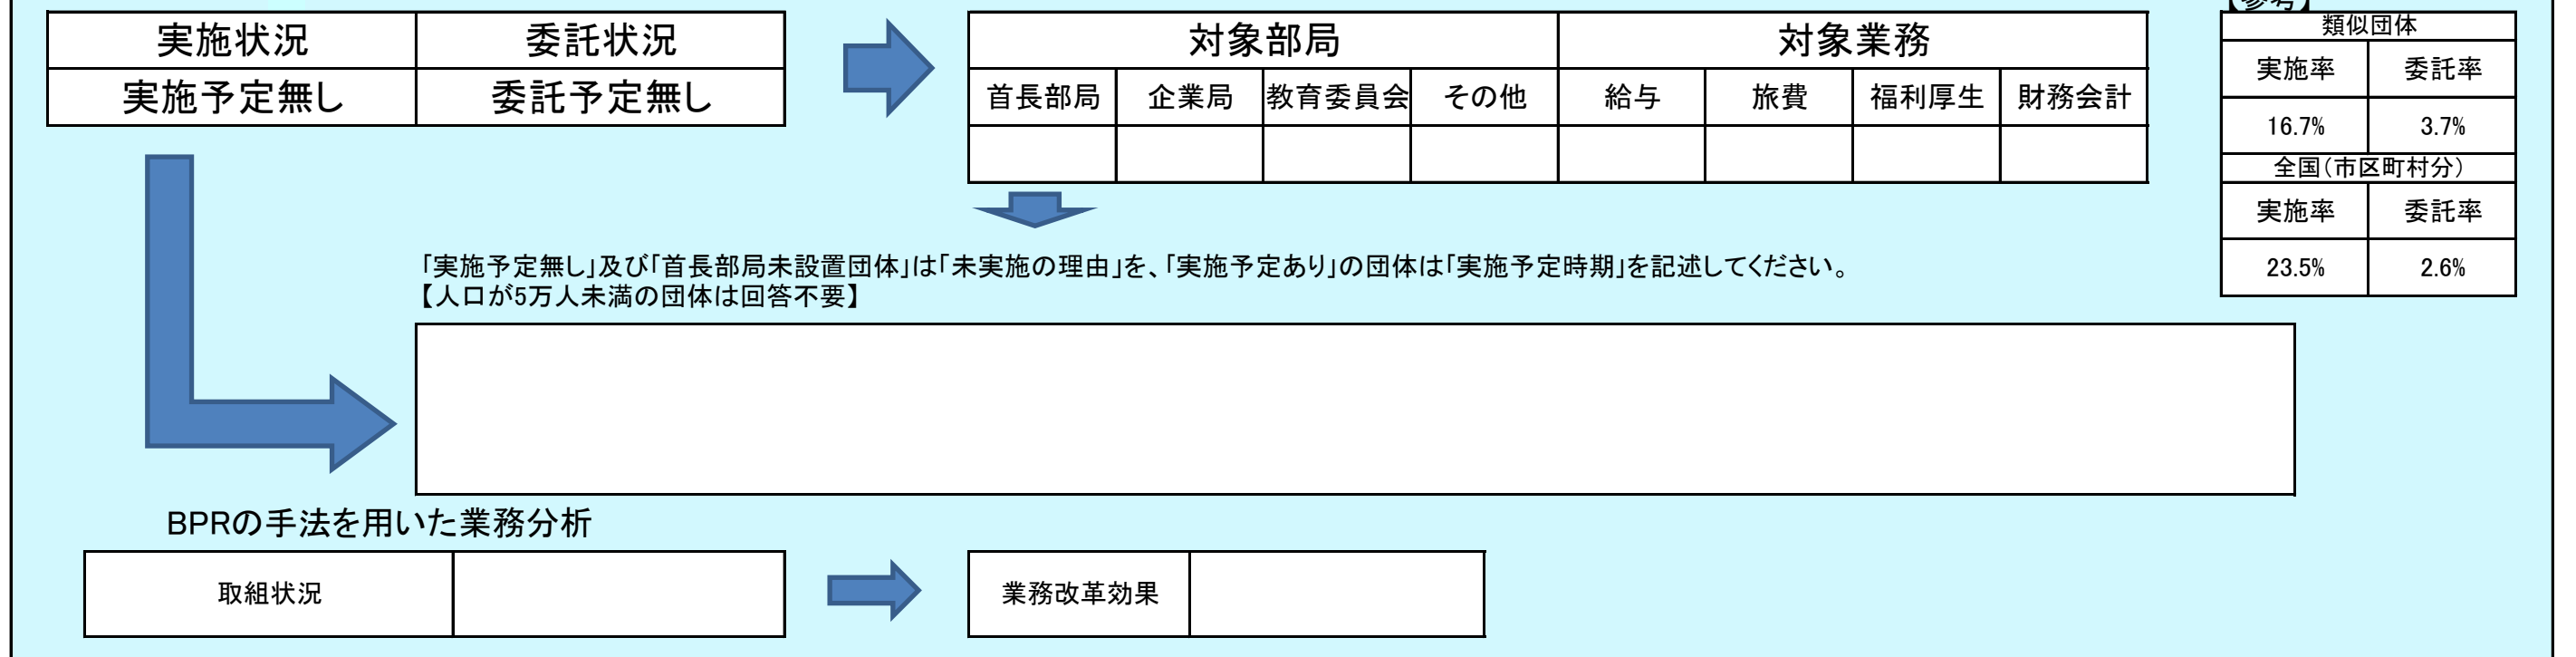 【参考】
実施状況 委託状況
実施予定無し 委託予定無し
対象部局 対象業務
首長部局 企業局 教育委員会 その他 給与 旅費 福利厚生 財務会計
類似団体
実施率 委託率
16.7% 3.7%
全国(市区町村分)
実施率 委託率
23.5% 2.6%
「実施予定無し」及び「首長部局未設置団体」は「未実施の理由」を、「実施予定あり」の団体は「実施予定時期」を記述してください。
【人口が5万人未満の団体は回答不要】
BPRの手法を用いた業務分析
取組状況
業務改革効果